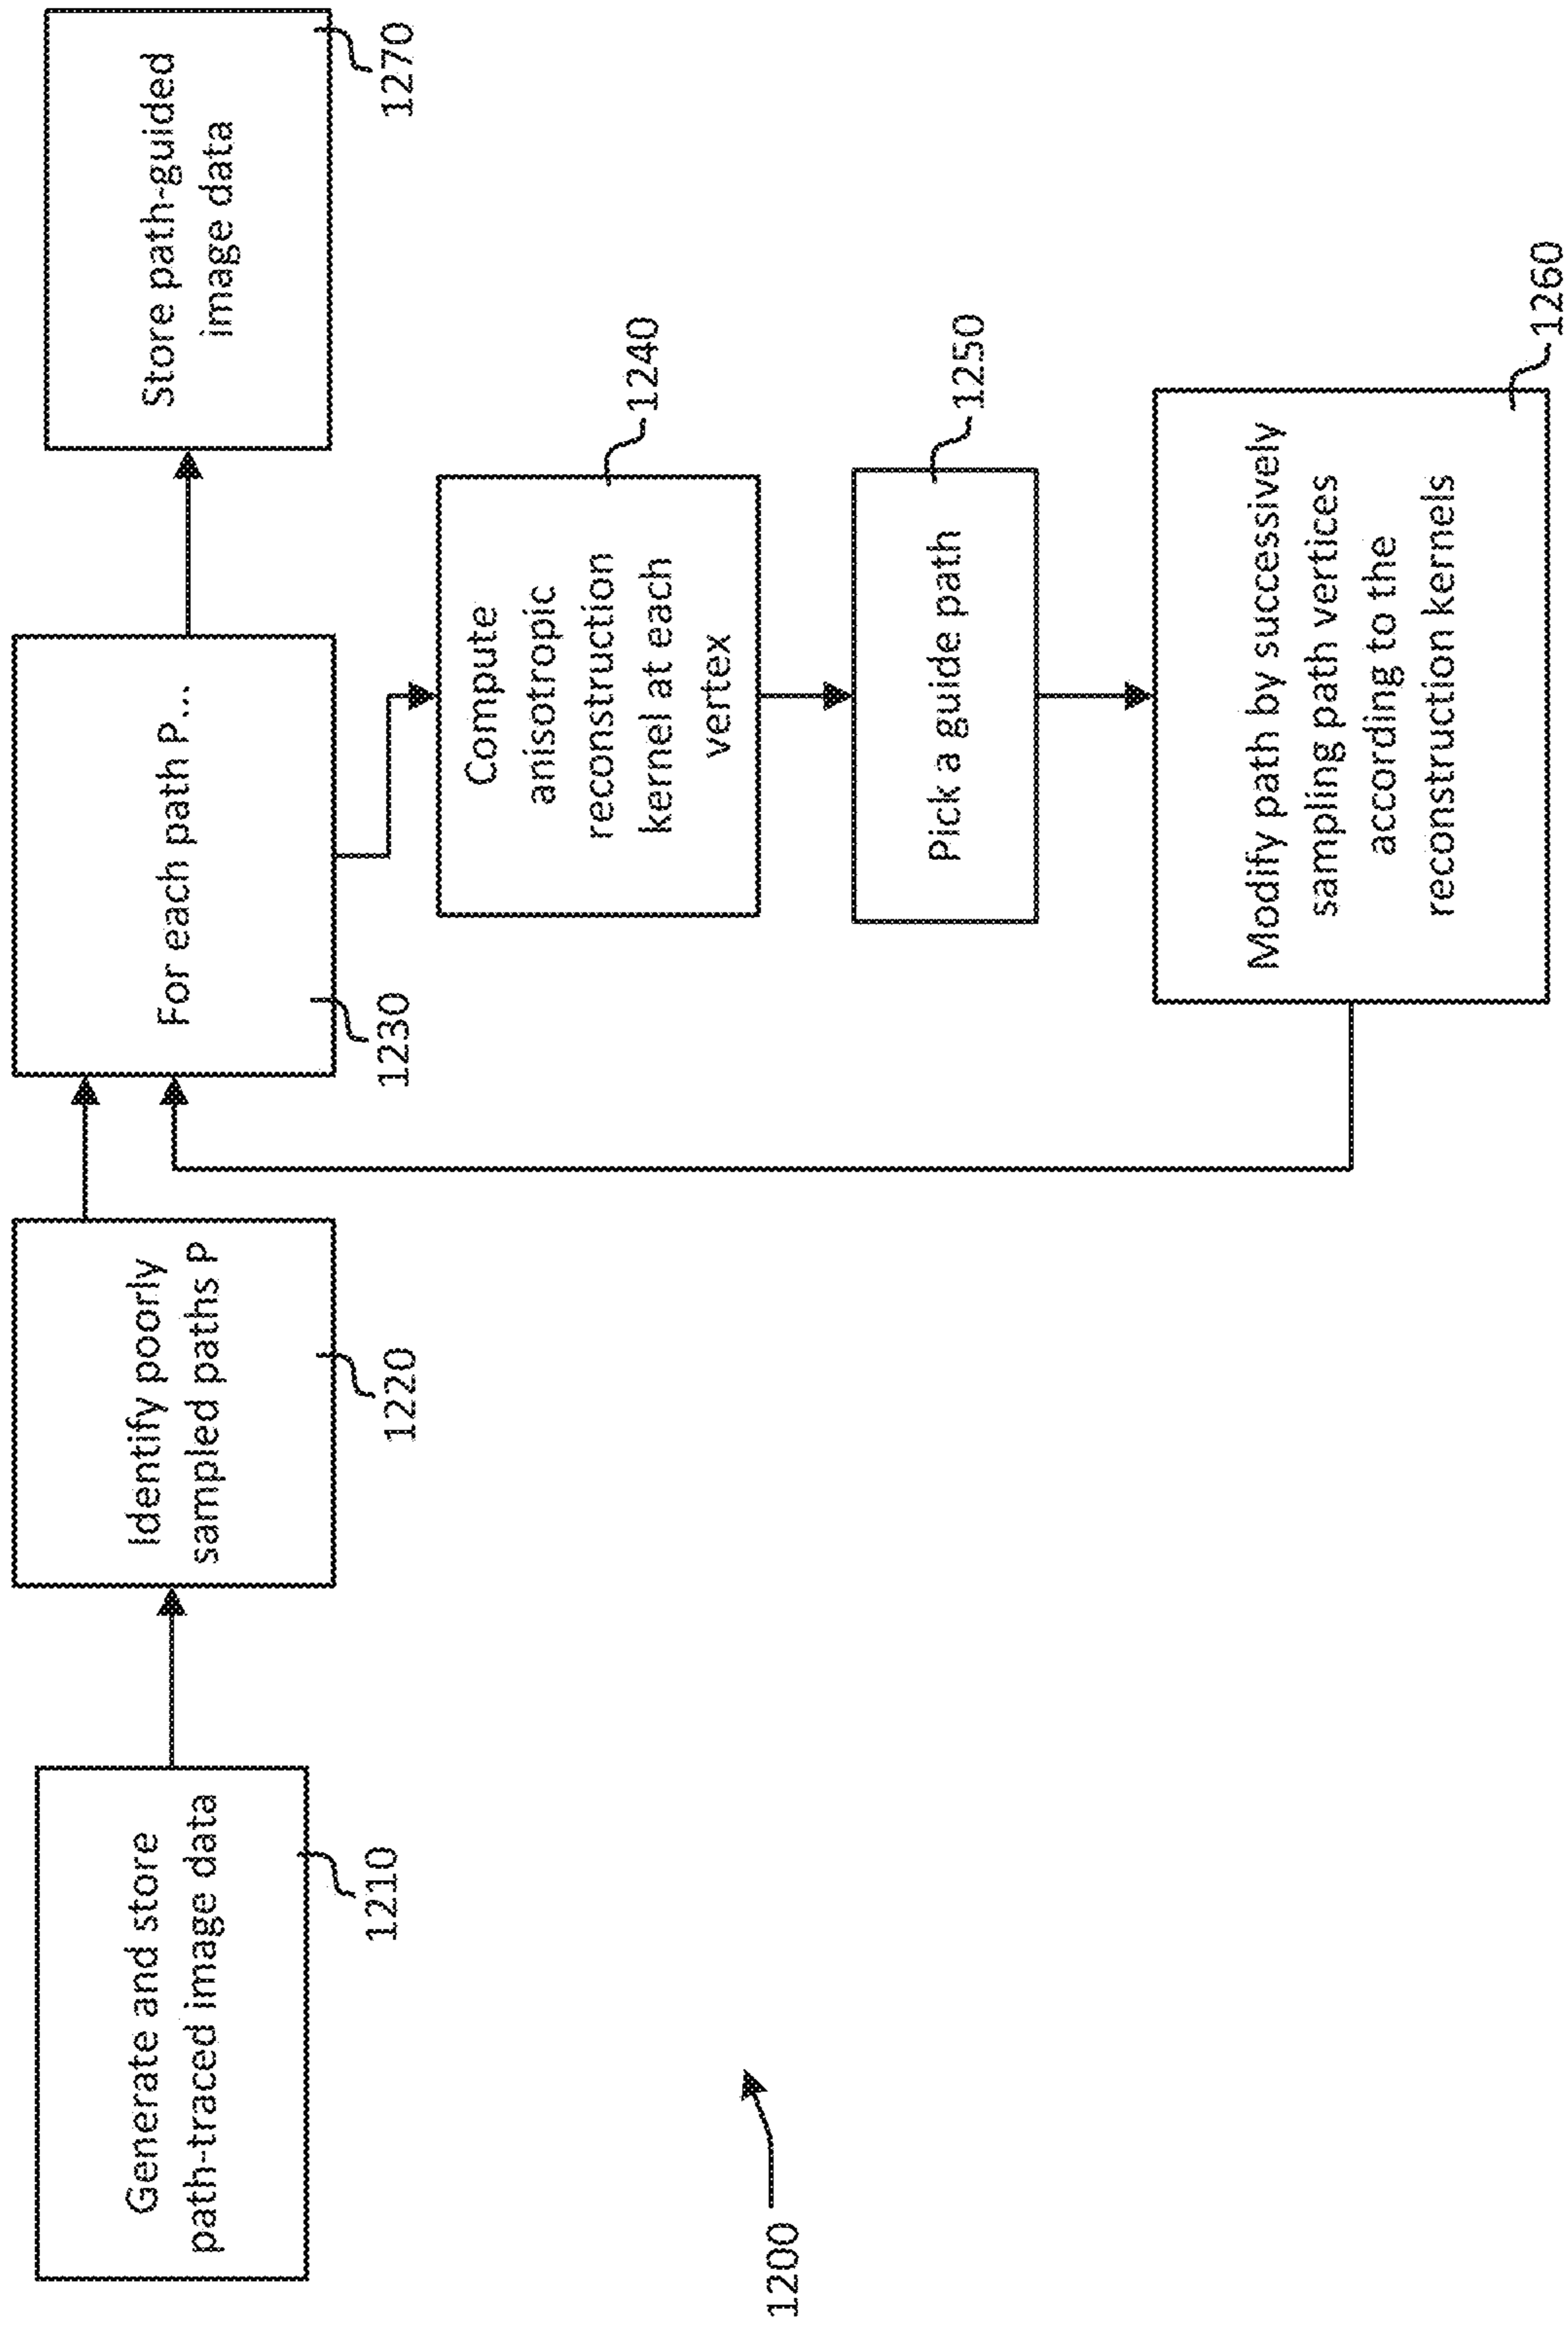 Generate and store
path-traced image data
1210
Identify poorly
sampled paths P
1220
For each path P...
1230
Store path-guided
image data
1270
Compute
anisotropic
reconstruction
kernel at each
vertex
1240
Pick a guide path
1250
Modify path by successively
sampling path vertices
according to the
reconstruction kernels
1260
1200